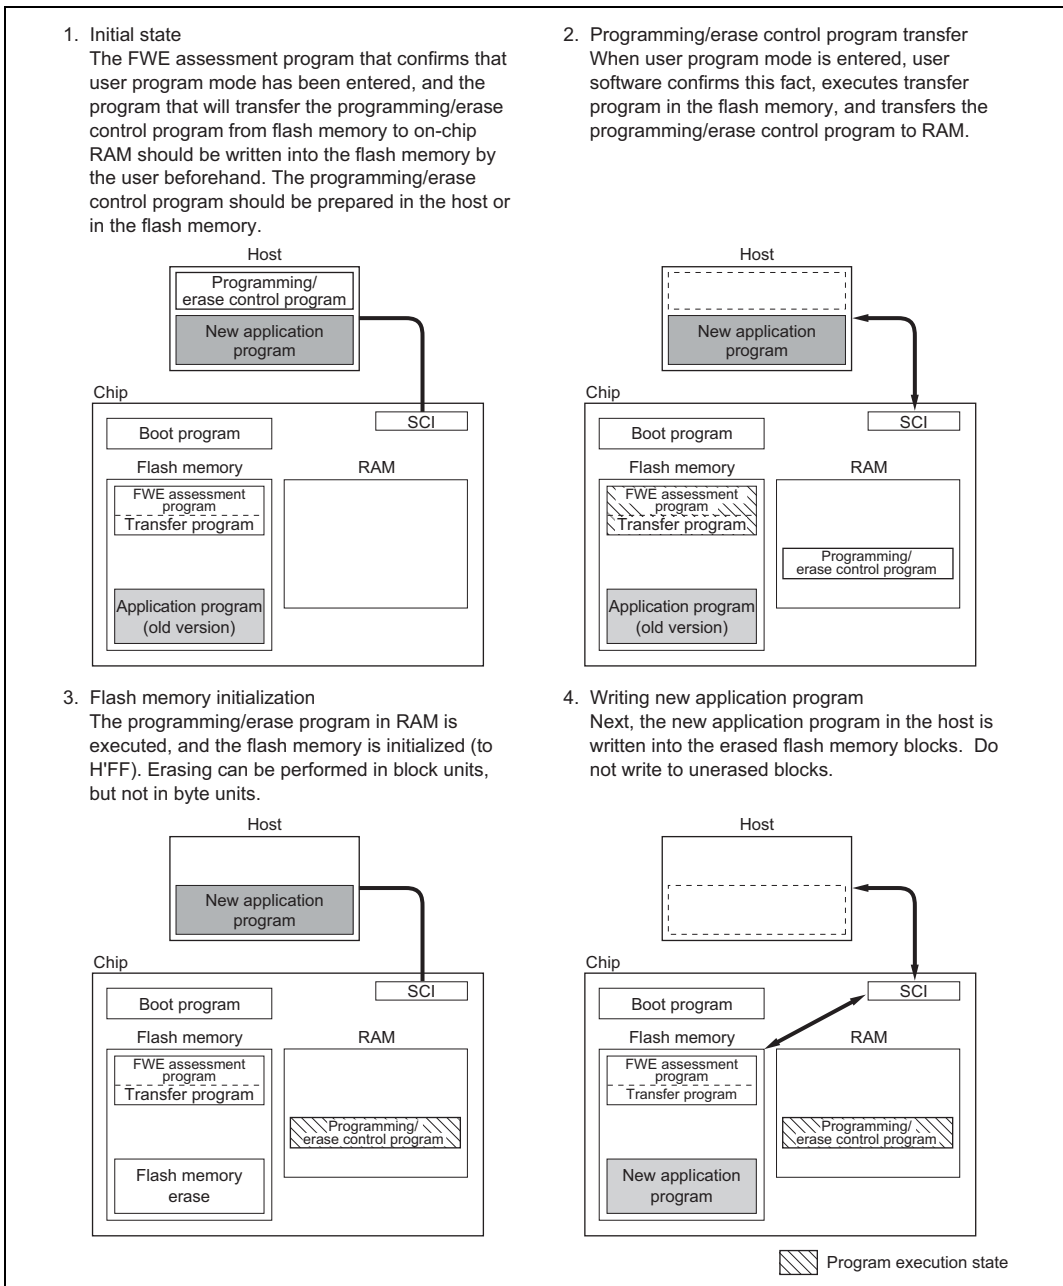 1. Initial state
The FWE assessment program that confirms that
user program mode has been entered, and the
program that will transfer the programming/erase
control program from flash memory to on-chip
RAM should be written into the flash memory by
the user beforehand. The programming/erase
control program should be prepared in the host or
in the flash memory.
Host
Programming/
erase control program
New application
program
Chip
SCI
Boot program
Flash memory
RAM
FWE assessment
program
Transfer program
Application program
(old version)
2. Programming/erase control program transfer
When user program mode is entered, user
software confirms this fact, executes transfer
program in the flash memory, and transfers the
programming/erase control program to RAM.
Host
New application
program
Chip
SCI
Boot program
Flash memory
RAM
FWE assessment
program
Transfer program
Programming/
erase control program
Application program
(old version)
3. Flash memory initialization
The programming/erase program in RAM is
executed, and the flash memory is initialized (to
H'FF). Erasing can be performed in block units,
but not in byte units.
Host
New application
program
Chip
SCI
Boot program
Flash memory
RAM
FWE assessment
program
Transfer program
Programming/
erase control program
Flash memory
erase
4. Writing new application program
Next, the new application program in the host is
written into the erased flash memory blocks. Do
not write to unerased blocks.
Host
Chip
SCI
Boot program
Flash memory
RAM
FWE assessment
program
Transfer program
Programming/
erase control program
New application
program
Program execution state